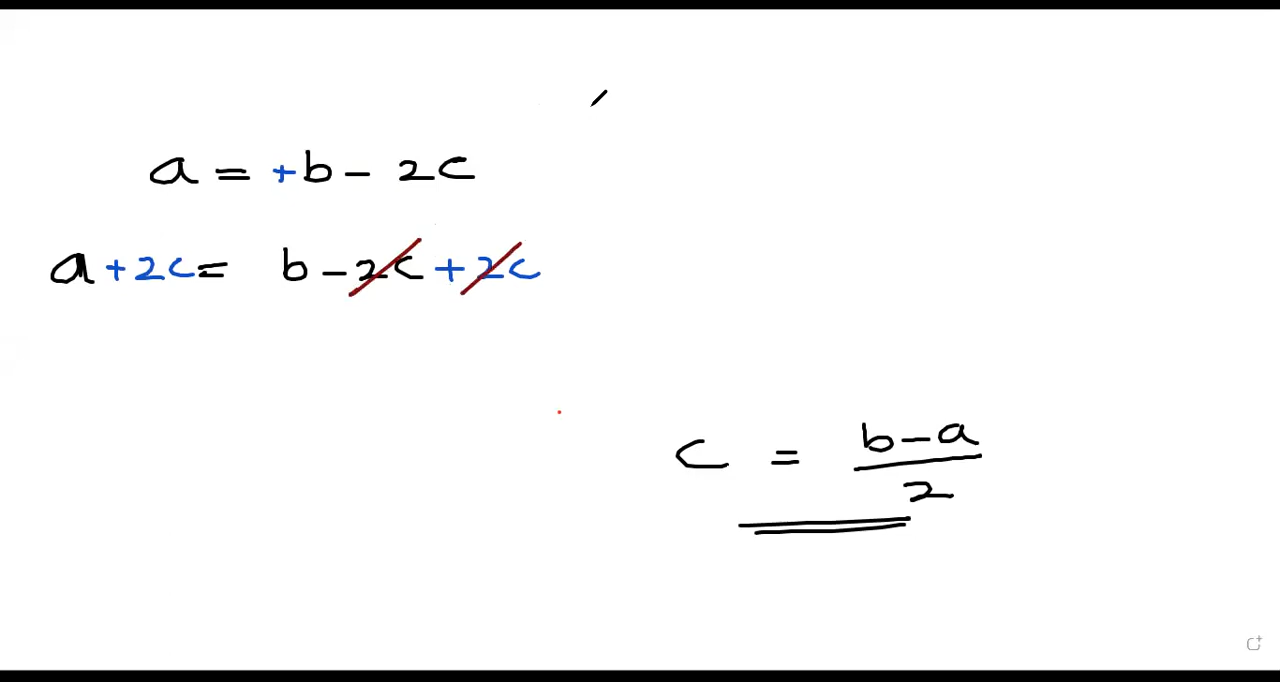 a = +b - 2c
a + 2c = b - 2c + 2c
c = b-a
2